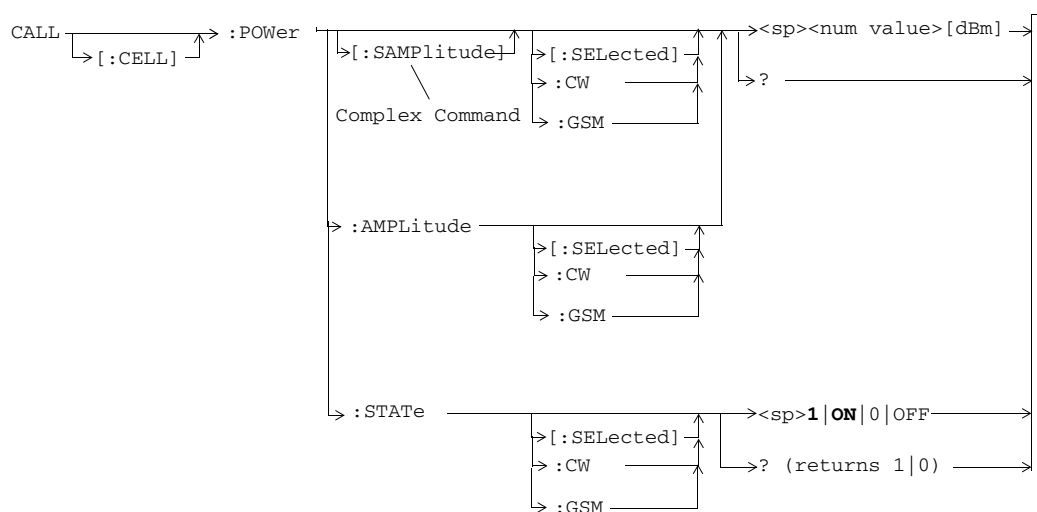 CALL :POWer <sp><num value>[dBm]
[:CELL] [:SAMPlitude] [:SELected]
:CW ?
Complex Command :GSM
:AMPLitude
[:SELected]
:CW
:GSM
:STATe <sp>1|ON|0|OFF
[:SELected]
:CW ? (returns 1|0)
:GSM